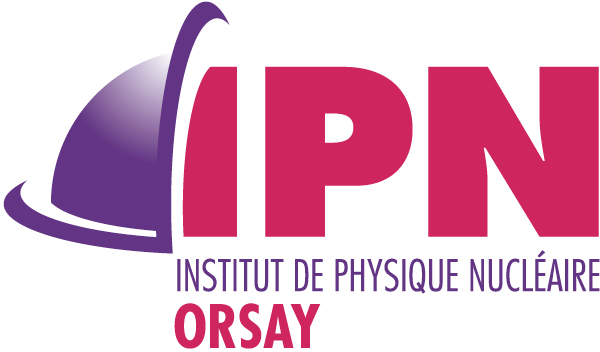 IPN
INSTITUT DE PHYSIQUE NUCLÉAIRE
ORSAY